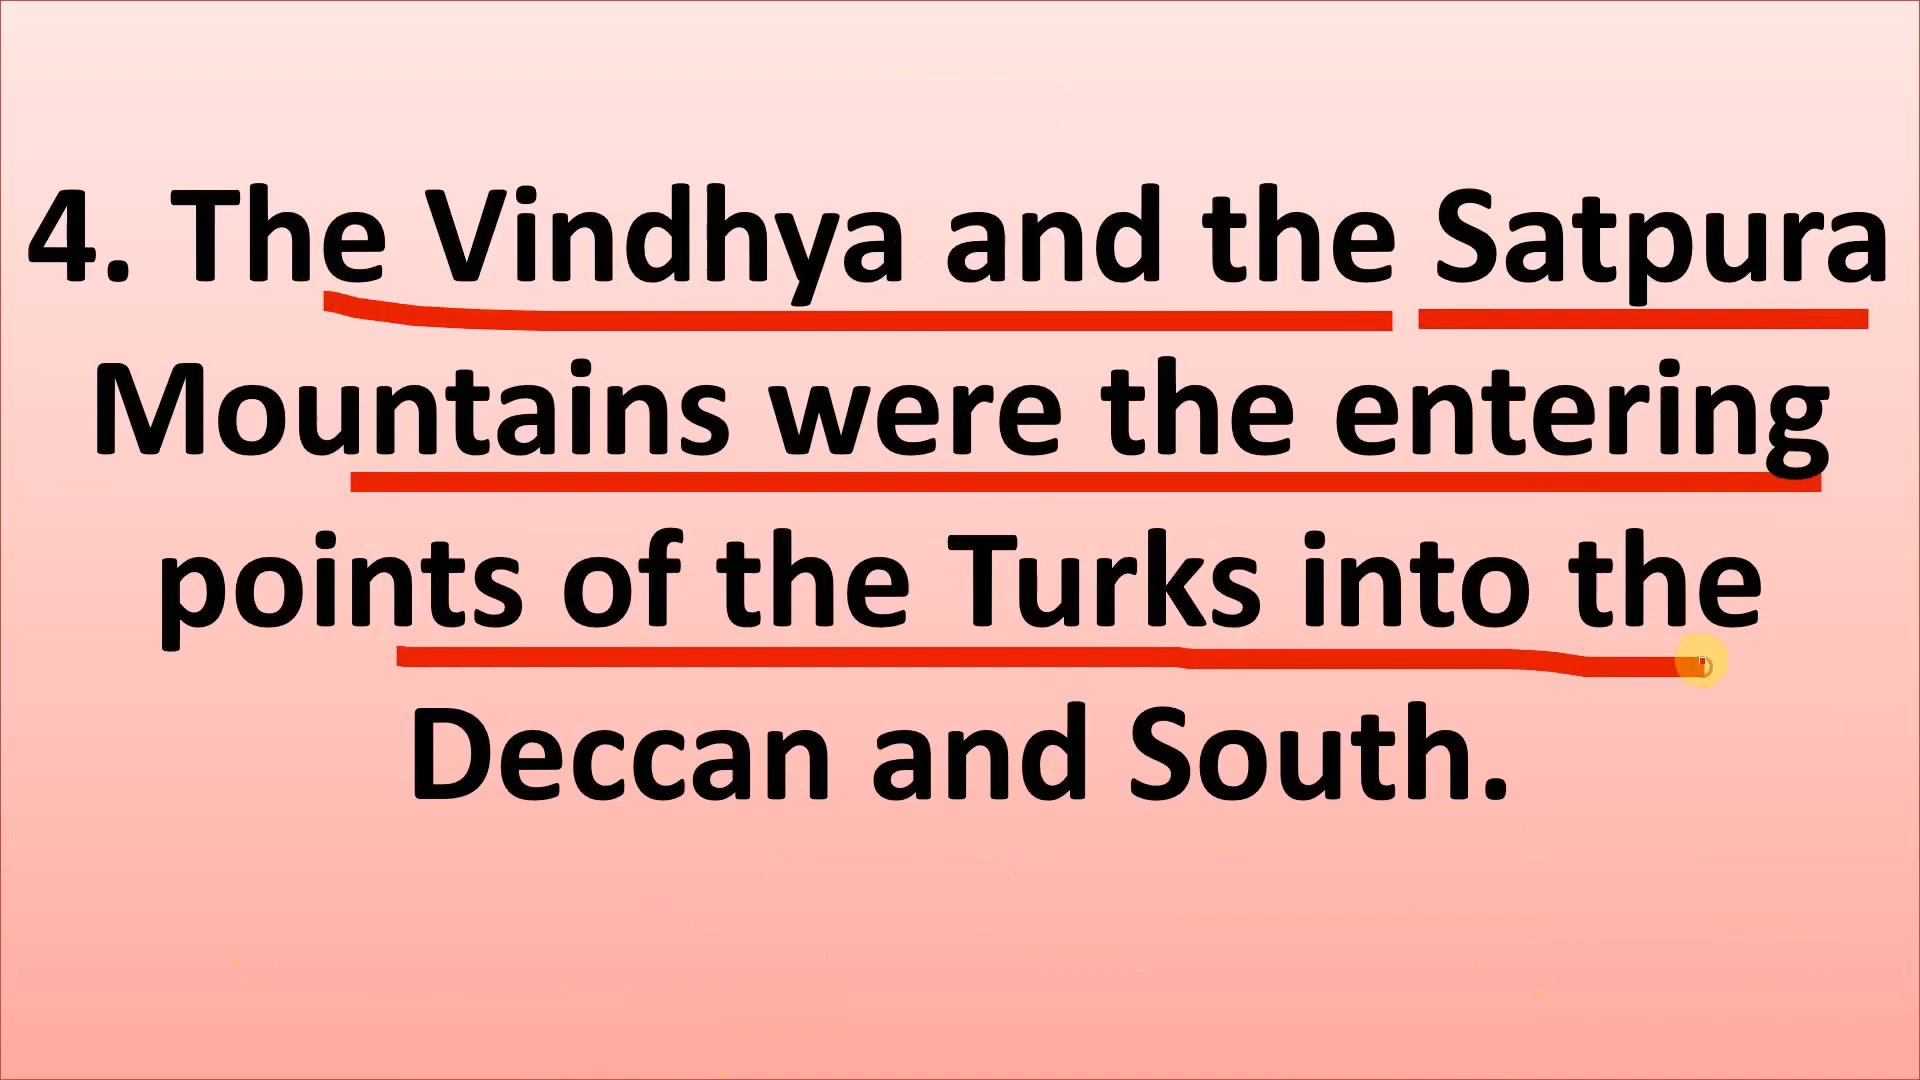 4. The Vindhya and the Satpura
Mountains were the entering
points of the Turks into the
Deccan and South.